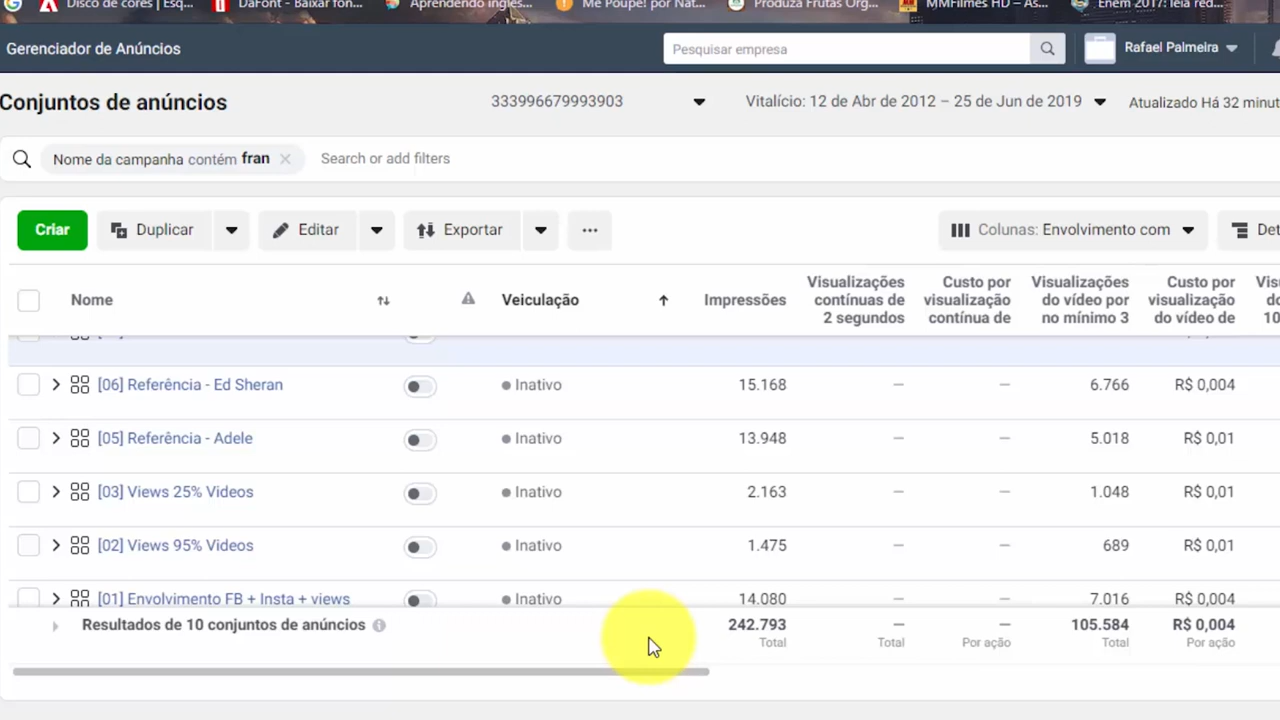 Disco de cores | Esq...
DaFont - Baixar fon...
Aprendendo inglês...
Me Poupe! por Nat...
Produza Frutas Org...
MMFilmes HD – As...
Enem 2017: leia red...
Gerenciador de Anúncios
Pesquisar empresa
Rafael Palmeira
Conjuntos de anúncios
333996679993903
Vitalício: 12 de Abr de 2012 – 25 de Jun de 2019
Atualizado Há 32 minut
Nome da campanha contém fran
Search or add filters
Criar
Duplicar
Editar
Exportar
...
Colunas: Envolvimento com
Det
Nome
Veiculação
Impressões
Visualizações
contínuas de
2 segundos
Custo por
visualização
contínua de
Visualizações
do vídeo por
no mínimo 3
Custo por
visualização
do vídeo de
Visu
do
10
[06] Referência - Ed Sheran Inativo 15.168 — — 6.766 R$ 0,004
[05] Referência - Adele Inativo 13.948 — — 5.018 R$ 0,01
[03] Views 25% Videos Inativo 2.163 — — 1.048 R$ 0,01
[02] Views 95% Videos Inativo 1.475 — — 689 R$ 0,01
[01] Envolvimento FB + Insta + views Inativo 14.080 — — 7.016 R$ 0,004
Resultados de 10 conjuntos de anúncios 242.793 — — 105.584 R$ 0,004
Total Total Por ação Total Por ação